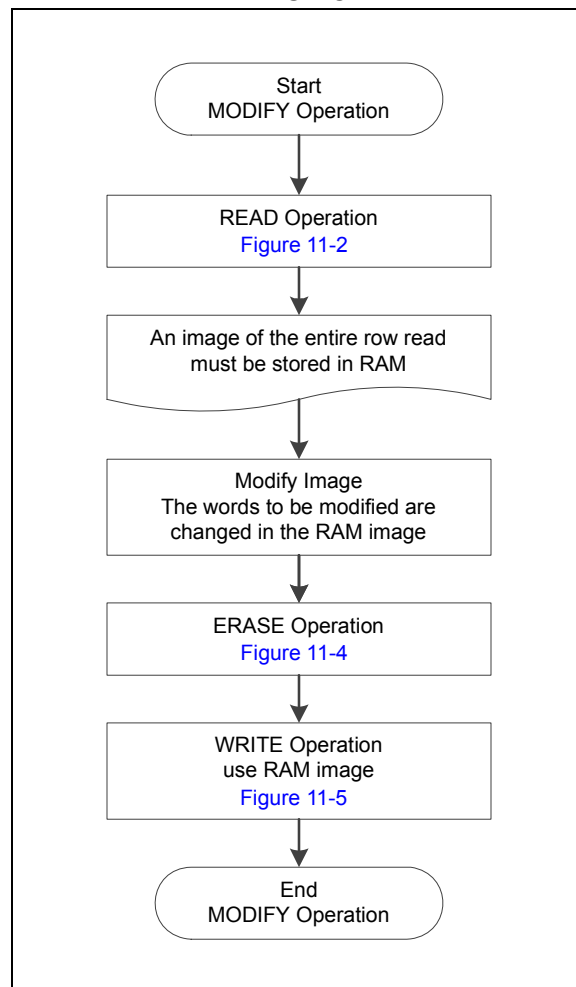 Start
MODIFY Operation
READ Operation
Figure 11-2
An image of the entire row read
must be stored in RAM
Modify Image
The words to be modified are
changed in the RAM image
ERASE Operation
Figure 11-4
WRITE Operation
use RAM image
Figure 11-5
End
MODIFY Operation